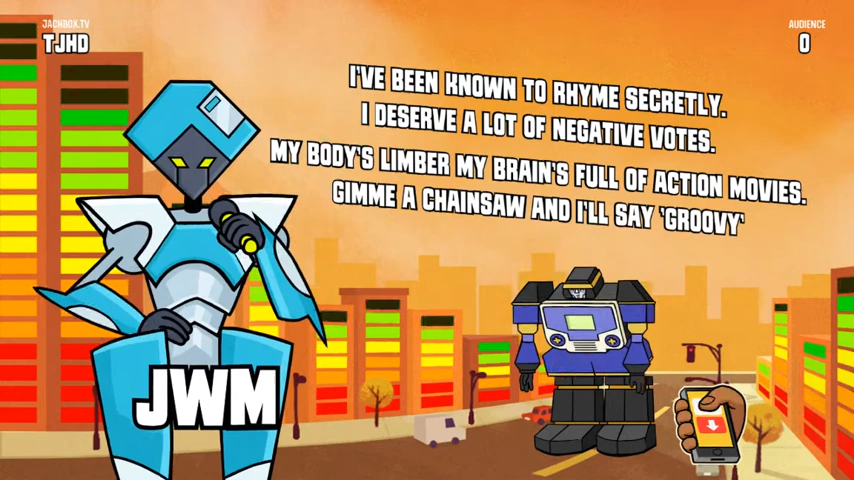 JACKBOX.TV
TJHD
AUDIENCE
0
I'VE BEEN KNOWN TO RHYME SECRETLY.
I DESERVE A LOT OF NEGATIVE VOTES.
MY BODY'S LIMBER MY BRAIN'S FULL OF ACTION MOVIES.
GIMME A CHAINSAW AND I'LL SAY 'GROOVY'
JWM